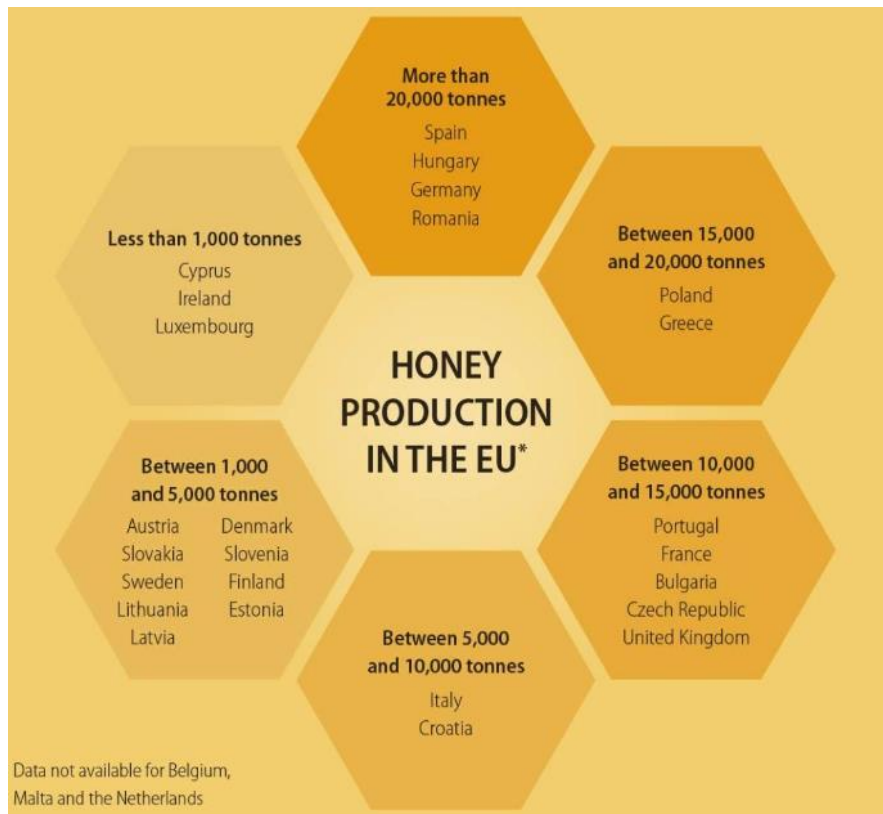 HONEY
PRODUCTION
IN THE EU*
More than
20,000 tonnes
Spain
Hungary
Germany
Romania
Between 15,000
and 20,000 tonnes
Poland
Greece
Between 10,000
and 15,000 tonnes
Portugal
France
Bulgaria
Czech Republic
United Kingdom
Between 5,000
and 10,000 tonnes
Italy
Croatia
Between 1,000
and 5,000 tonnes
Austria Denmark
Slovakia Slovenia
Sweden Finland
Lithuania Estonia
Latvia
Less than 1,000 tonnes
Cyprus
Ireland
Luxembourg
Data not available for Belgium,
Malta and the Netherlands